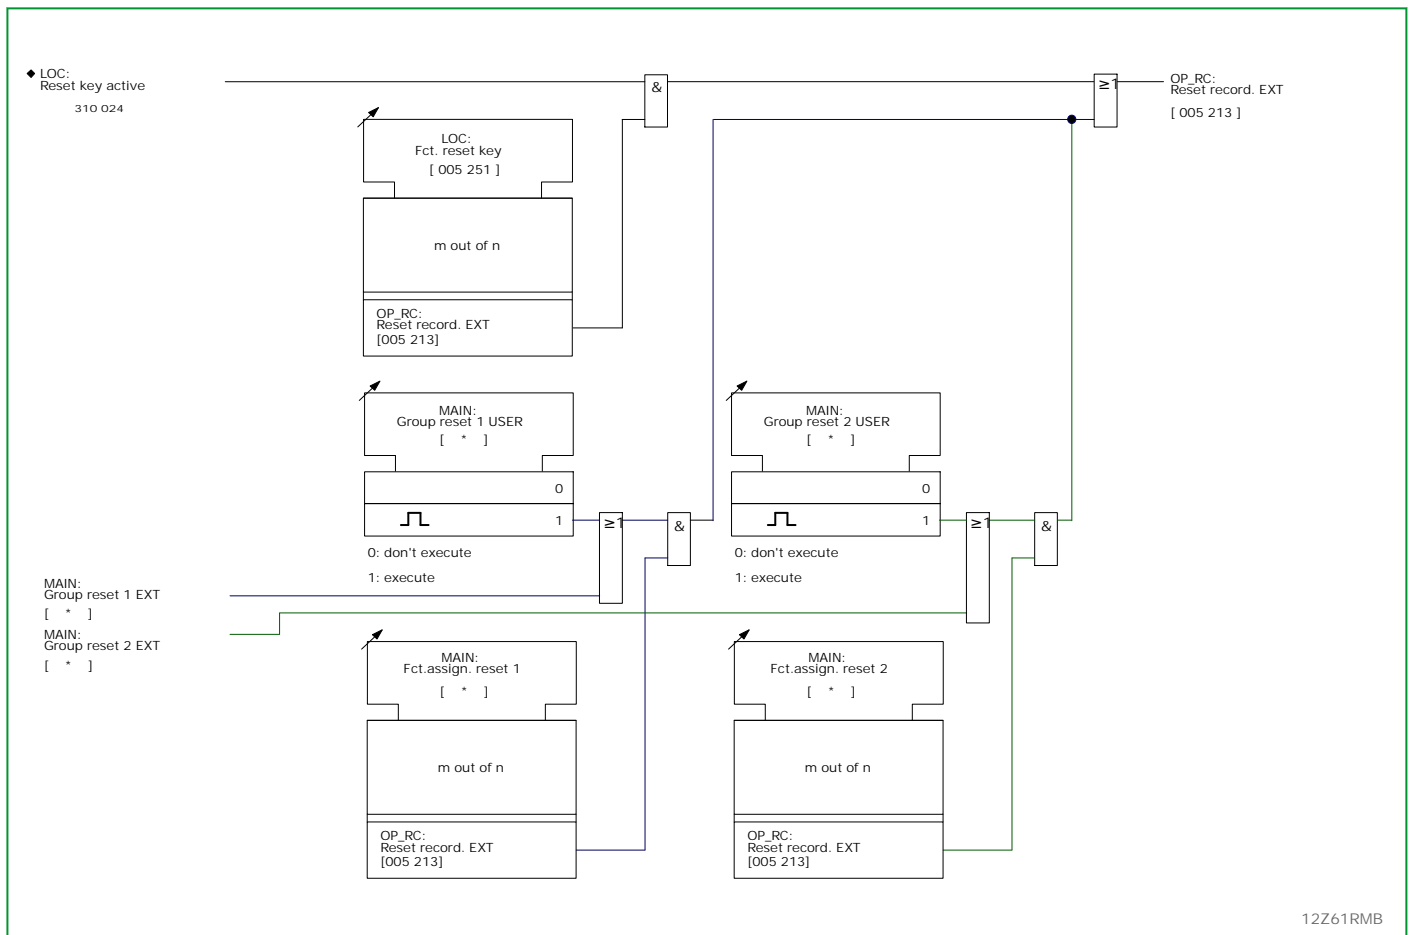 LOC:
Reset key active
310 024
&
≥1
OP_RC:
Reset record. EXT
[ 005 213 ]
LOC:
Fct. reset key
[ 005 251 ]
m out of n
OP_RC:
Reset record. EXT
[005 213]
MAIN:
Group reset 1 USER
[ * ]
0
1
≥1
&
0: don't execute
1: execute
MAIN:
Group reset 2 USER
[ * ]
0
1
≥1
&
0: don't execute
1: execute
MAIN:
Group reset 1 EXT
[ * ]
MAIN:
Group reset 2 EXT
[ * ]
MAIN:
Fct.assign. reset 1
[ * ]
m out of n
OP_RC:
Reset record. EXT
[005 213]
MAIN:
Fct.assign. reset 2
[ * ]
m out of n
OP_RC:
Reset record. EXT
[005 213]
12Z61RMB